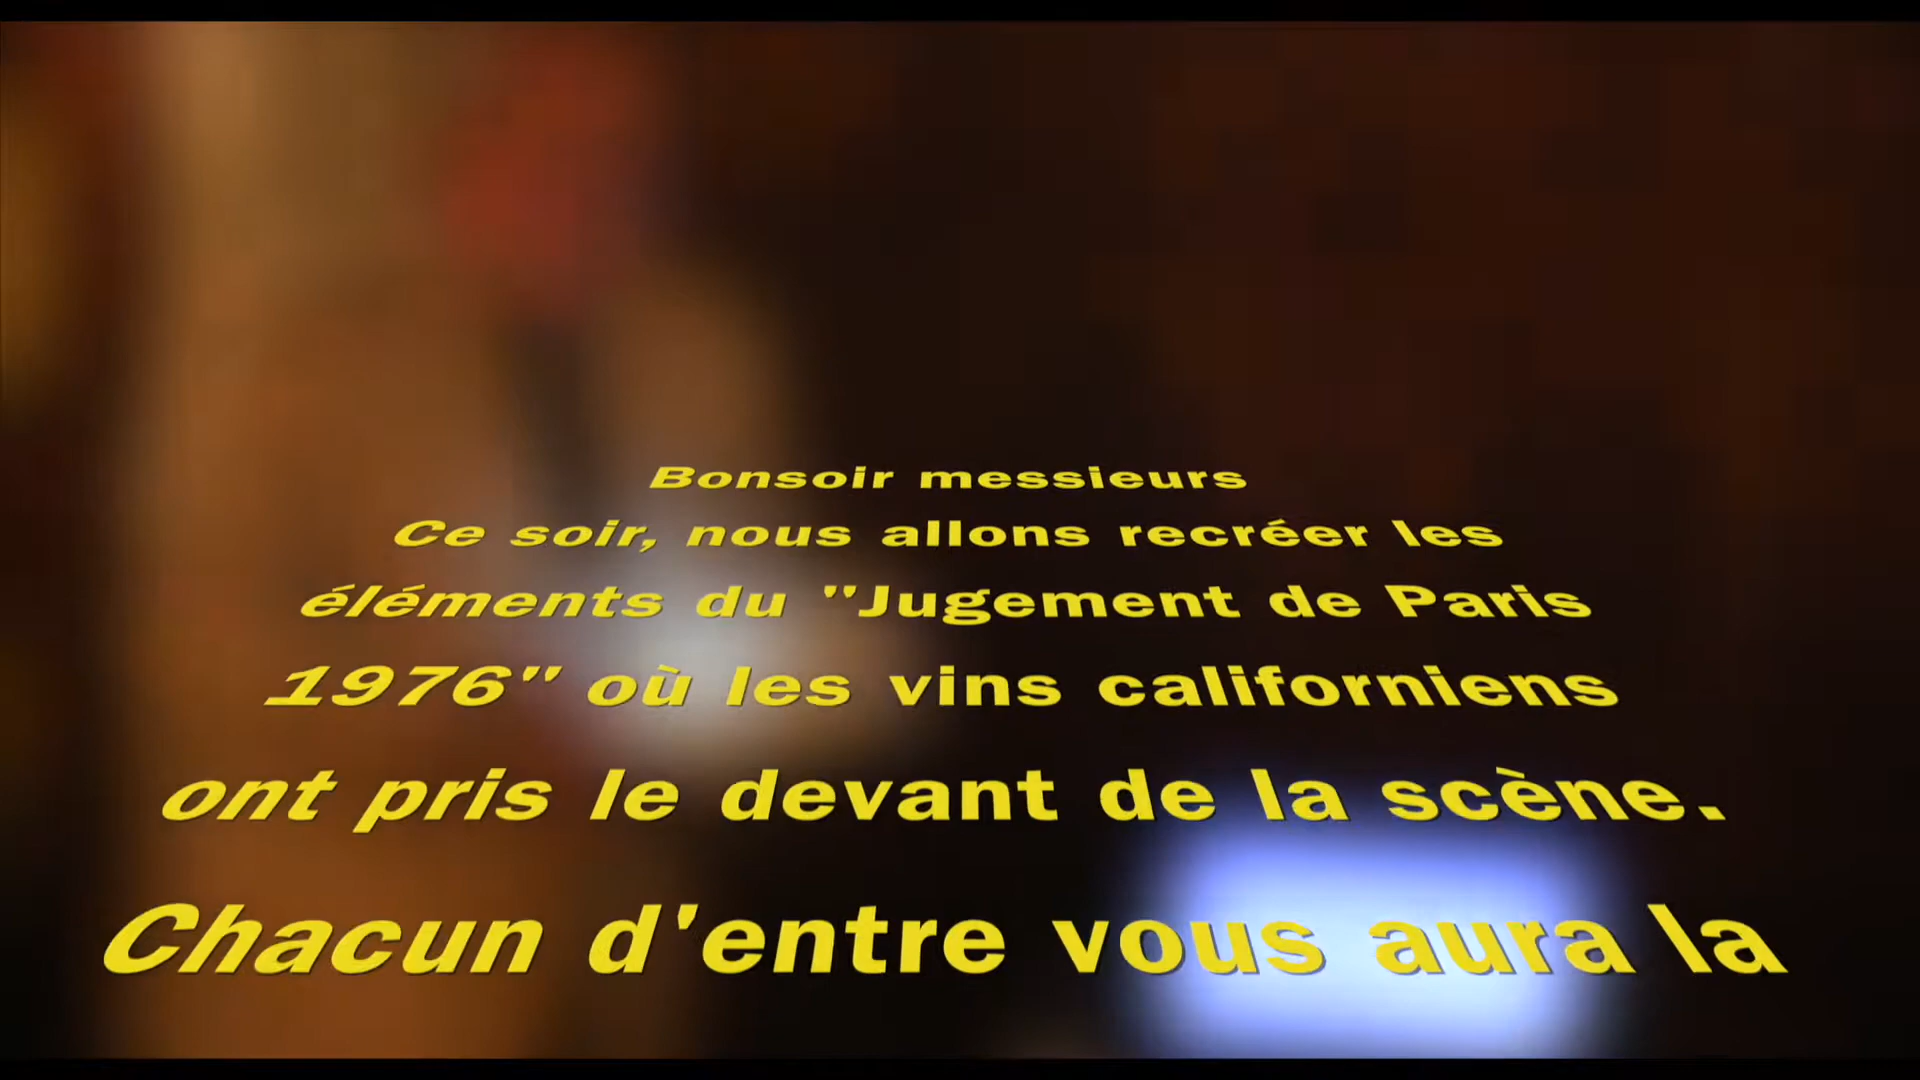 Bonsoir messieurs
Ce soir, nous allons recréer les
éléments du "Jugement de Paris
1976" où les vins californiens
ont pris le devant de la scène.
Chacun d'entre vous aura la